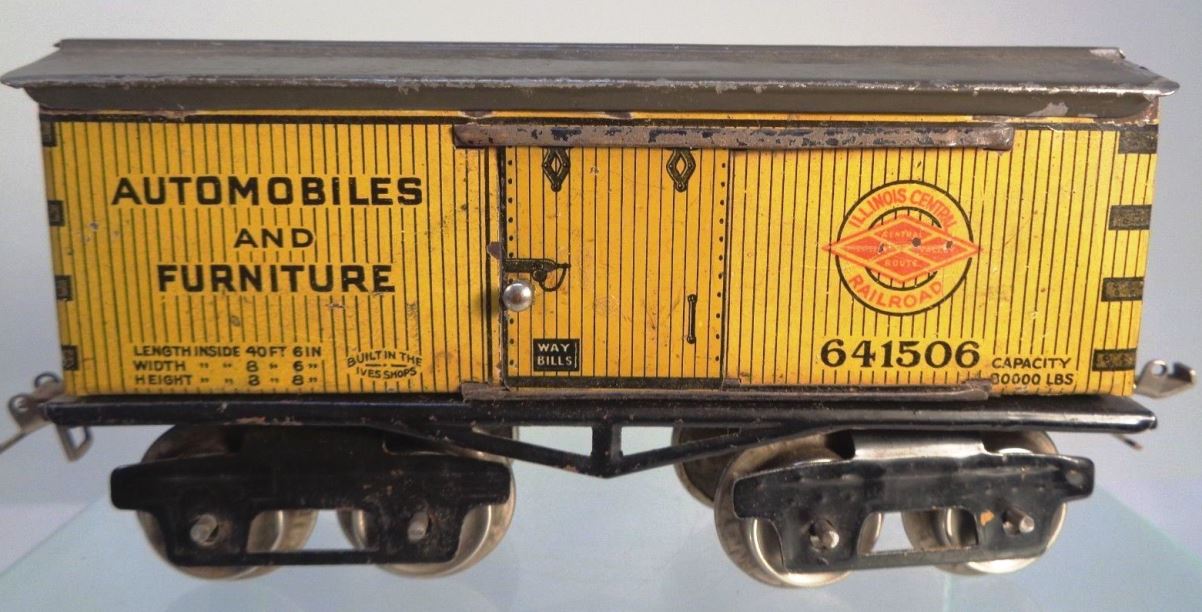 AUTOMOBILES
AND
FURNITURE
LENGTH INSIDE 40 FT 6 IN
WIDTH " " 8 " 6 "
HEIGHT " " 8 " 8 "
BUILT IN THE
IVES SHOPS
WAY
BILLS
ILLINOIS CENTRAL
CENTRAL
VALLEY
ROUTE
RAILROAD
641506
CAPACITY
LBS